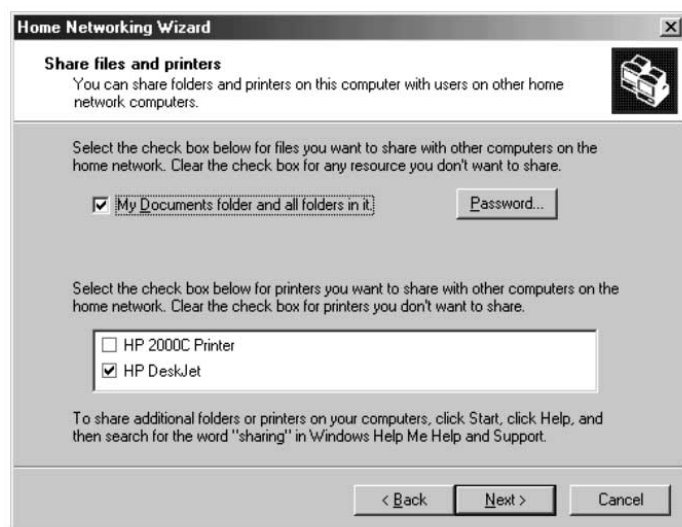 Home Networking Wizard
Share files and printers
You can share folders and printers on this computer with users on other home
network computers.
Select the check box below for files you want to share with other computers on the
home network. Clear the check box for any resource you don't want to share.
My Documents folder and all folders in it.
Password...
Select the check box below for printers you want to share with other computers on the
home network. Clear the check box for printers you don't want to share.
HP 2000C Printer
HP DeskJet
To share additional folders or printers on your computers, click Start, click Help, and
then search for the word "sharing" in Windows Help Me Help and Support.
< Back
Next >
Cancel